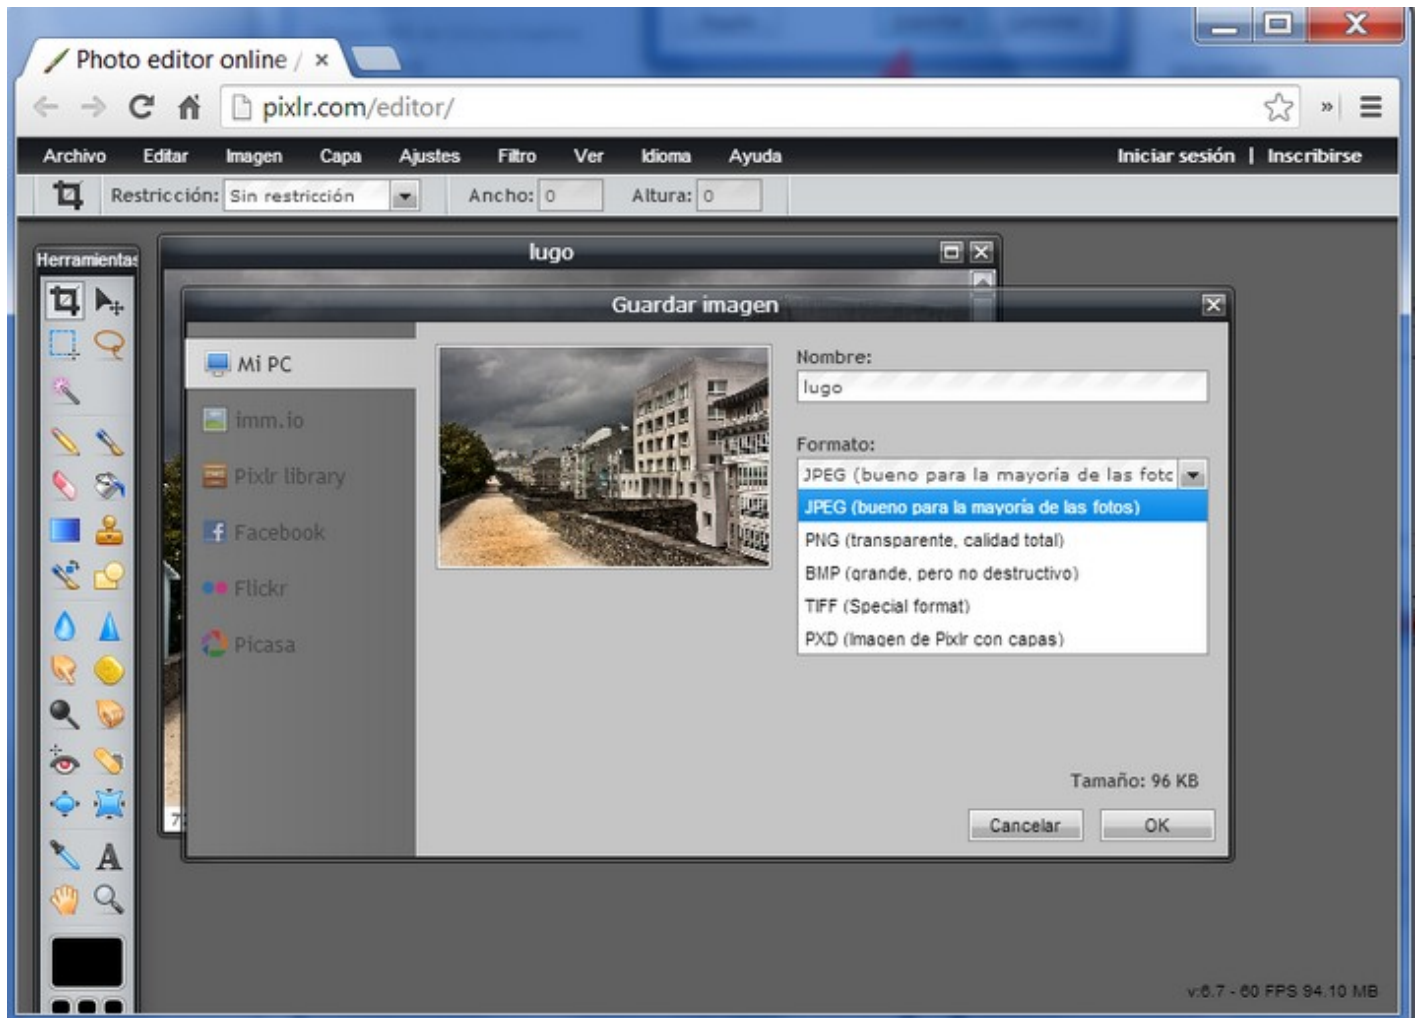 Photo editor online /
pixlr.com/editor/
Archivo Editar Imagen Capa Ajustes Filtro Ver Idioma Ayuda Iniciar sesión | Inscribirse
Restricción: Sin restricción Ancho: 0 Altura: 0
Herramientas
lugo
Guardar imagen
Mi PC
imm.io
Pixlr library
Facebook
Flickr
Picasa
Nombre:
lugo
Formato:
JPEG (bueno para la mayoría de las fotc
JPEG (bueno para la mayoría de las fotos)
PNG (transparente, calidad total)
BMP (grande, pero no destructivo)
TIFF (Special format)
PXD (Imagen de Pixlr con capas)
Tamaño: 96 KB
Cancelar OK
v:6.7 - 60 FPS 94.10 MB